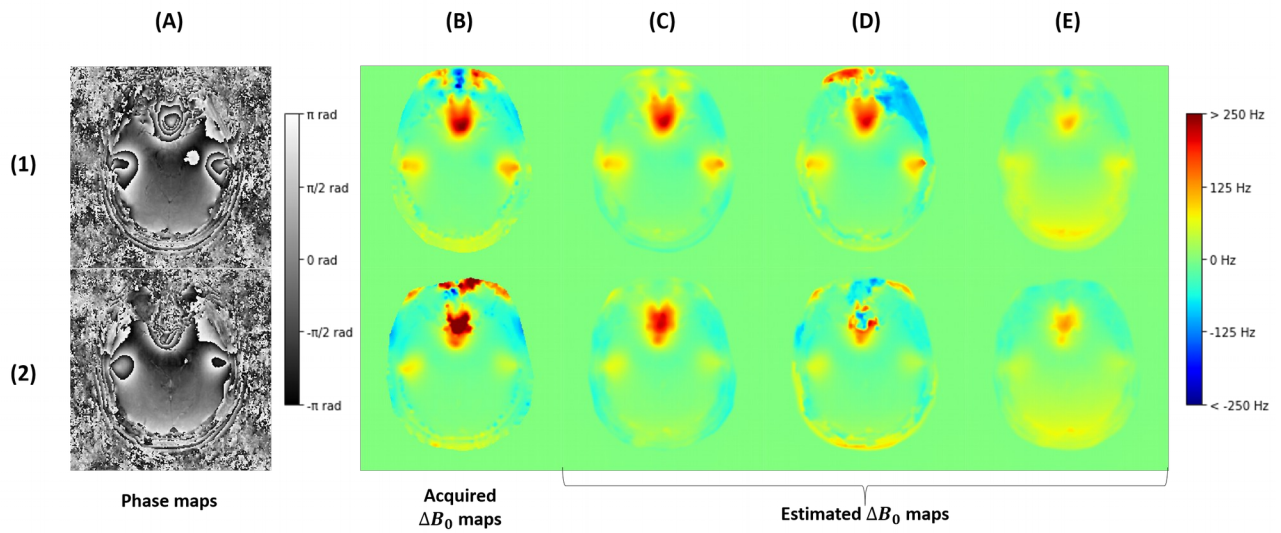 (A) (B) (C) (D) (E)
(1)
(2)
π rad
π/2 rad
0 rad
-π/2 rad
-π rad
> 250 Hz
125 Hz
0 Hz
-125 Hz
< -250 Hz
Phase maps
Acquired
ΔB₀ maps
Estimated ΔB₀ maps